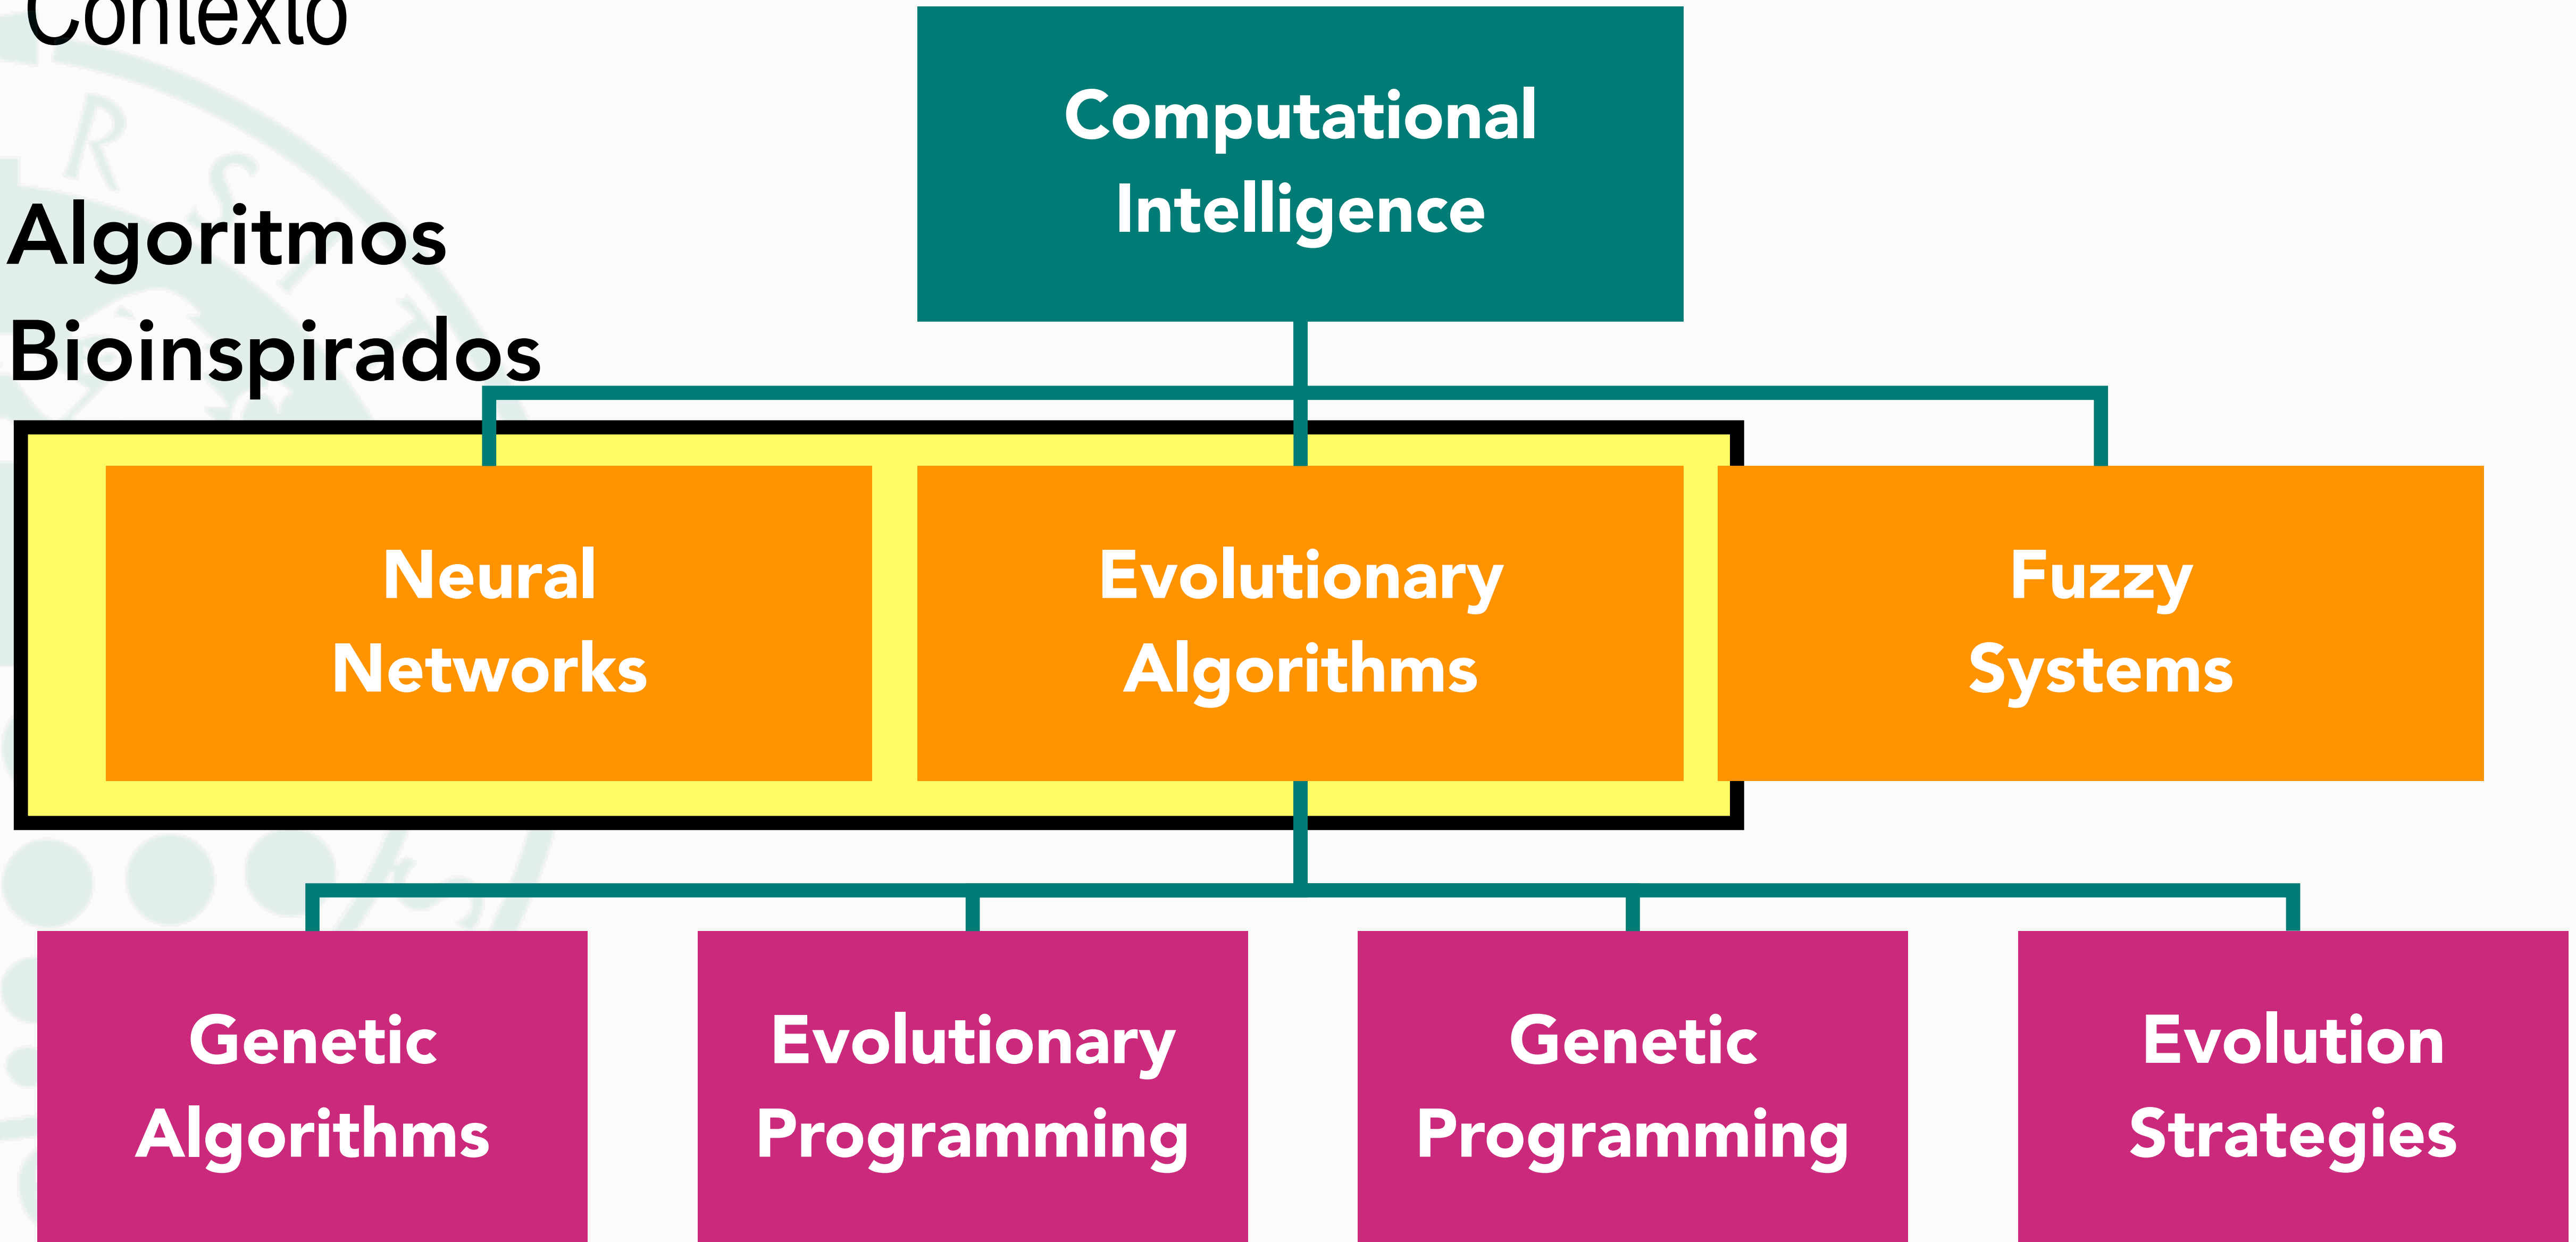 Contexto
Algoritmos
Bioinspirados
Computational
Intelligence
Neural
Networks
Evolutionary
Algorithms
Fuzzy
Systems
Genetic
Algorithms
Evolutionary
Programming
Genetic
Programming
Evolution
Strategies